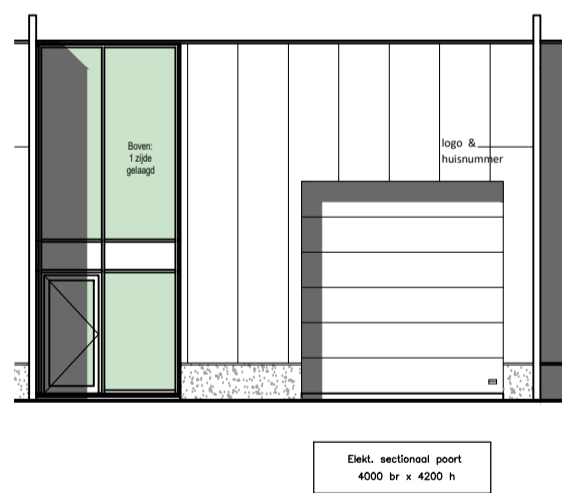 Boven:
1 zijde
gelaagd
logo &
huisnummer
Elekt. sectionaal poort
4000 br x 4200 h